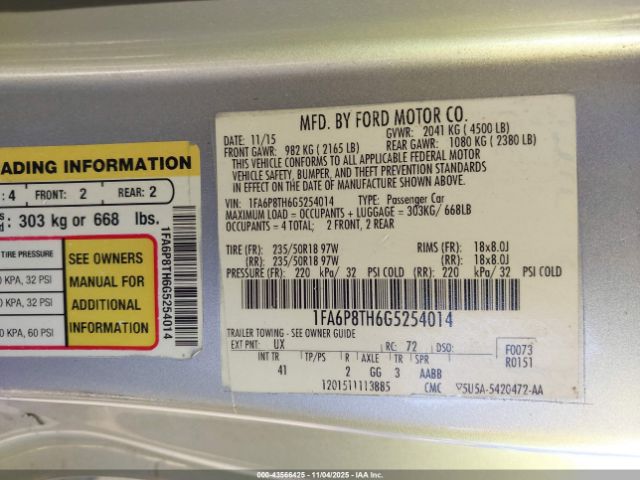 ADING INFORMATION
: 4 FRONT: 2 REAR: 2
: 303 kg or 668 lbs.
TIRE PRESSURE
0 KPA, 32 PSI
0 KPA, 32 PSI
0 KPA, 60 PSI
SEE OWNERS
MANUAL FOR
ADDITIONAL
INFORMATION
1FA6P8TH6G5254014
MFD. BY FORD MOTOR CO.
DATE: 11/15 GVWR: 2041 KG ( 4500 LB)
FRONT GAWR: 982 KG ( 2165 LB) REAR GAWR: 1080 KG ( 2380 LB)
THIS VEHICLE CONFORMS TO ALL APPLICABLE FEDERAL MOTOR
VEHICLE SAFETY, BUMPER, AND THEFT PREVENTION STANDARDS
IN EFFECT ON THE DATE OF MANUFACTURE SHOWN ABOVE.
VIN: 1FA6P8TH6G5254014 TYPE: Passenger Car
MAXIMUM LOAD = OCCUPANTS + LUGGAGE = 303KG/ 668LB
OCCUPANTS = 4 TOTAL; 2 FRONT, 2 REAR
TIRE (FR): 235/50R18 97W RIMS (FR): 18x8.0J
(RR): 235/50R18 97W (RR): 18x8.0J
PRESSURE (FR): 220 kPa/ 32 PSI COLD (RR): 220 kPa/ 32 PSI COLD
1FA6P8TH6G5254014
TRAILER TOWING - SEE OWNER GUIDE
EXT PNT: UX RC: 72 DSO: F0073
R0151
INT TR TP/PS R AXLE TR SPR
41 2 GG 3 AABB
1201511113885 CMC 5U5A-5420472-AA
000-43566425 - 11/04/2025 - IAAI.COM